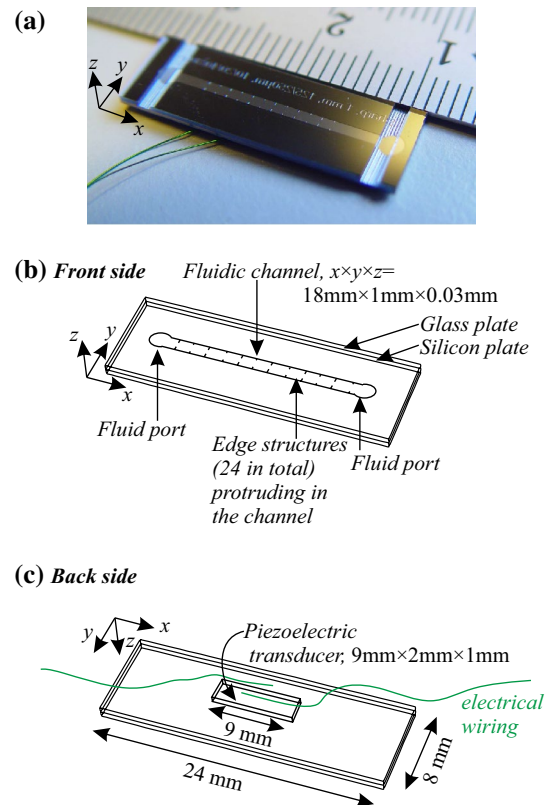 (a)
z y
x
1
2
(b) Front side
Fluidic channel, x×y×z=
18mm×1mm×0.03mm
Glass plate
Silicon plate
z y
x
Fluid port
Edge structures
(24 in total)
protruding in
the channel
Fluid port
(c) Back side
y z x
Piezoelectric
transducer, 9mm×2mm×1mm
electrical
wiring
9 mm
24 mm
8 mm